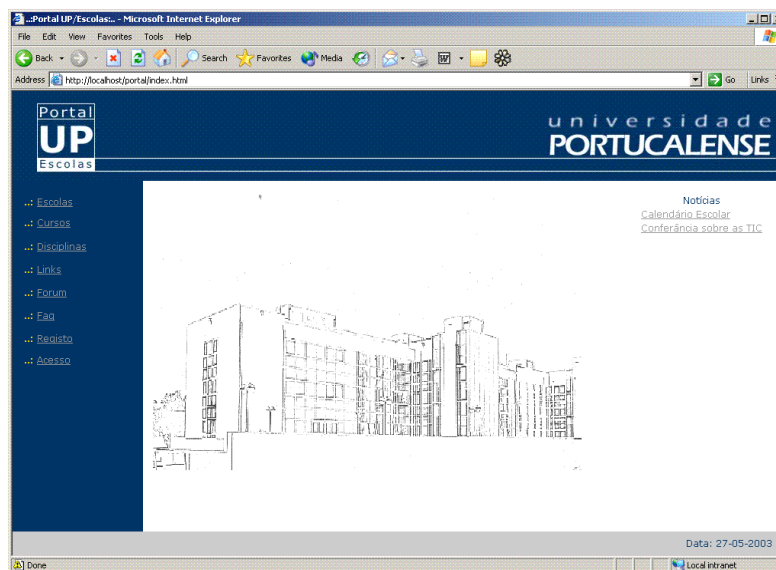 ..:Portal UP/Escolas:.. - Microsoft Internet Explorer
File Edit View Favorites Tools Help
Back Search Favorites Media
Address http://localhost/portal/index.html Go Links
Portal
UP
Escolas
universidade
PORTUCALENSE
..: Escolas
..: Cursos
..: Disciplinas
..: Links
..: Forum
..: Faq
..: Registo
..: Acesso
Notícias
Calendário Escolar
Conferância sobre as TIC
Data: 27-05-2003
Done Local intranet